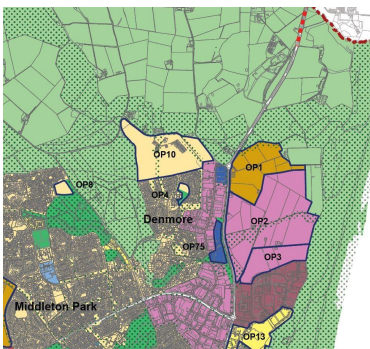 OP10
OP1
OP8
OP4
Denmore
OP2
OP75
OP3
Middleton Park
OP13